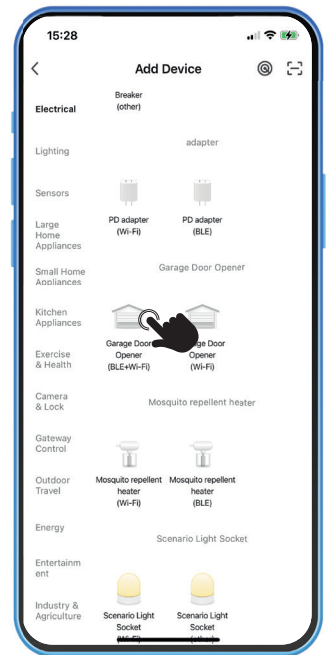 15:28
Add Device
Electrical
Lighting
Sensors
Large
Home
Appliances
Small Home
Appliances
Kitchen
Appliances
Exercise
& Health
Camera
& Lock
Gateway
Control
Outdoor
Travel
Energy
Entertainm
ent
Industry &
Agriculture
Breaker
(other)
adapter
PD adapter
(Wi-Fi)
PD adapter
(BLE)
Garage Door Opener
Garage Door
Opener
(BLE+Wi-Fi)
Door
Opener
(Wi-Fi)
Mosquito repellent heater
Mosquito repellent
heater
(Wi-Fi)
Mosquito repellent
heater
(BLE)
Scenario Light Socket
Scenario Light
Socket
(Wi-Fi)
Scenario Light
Socket
(other)